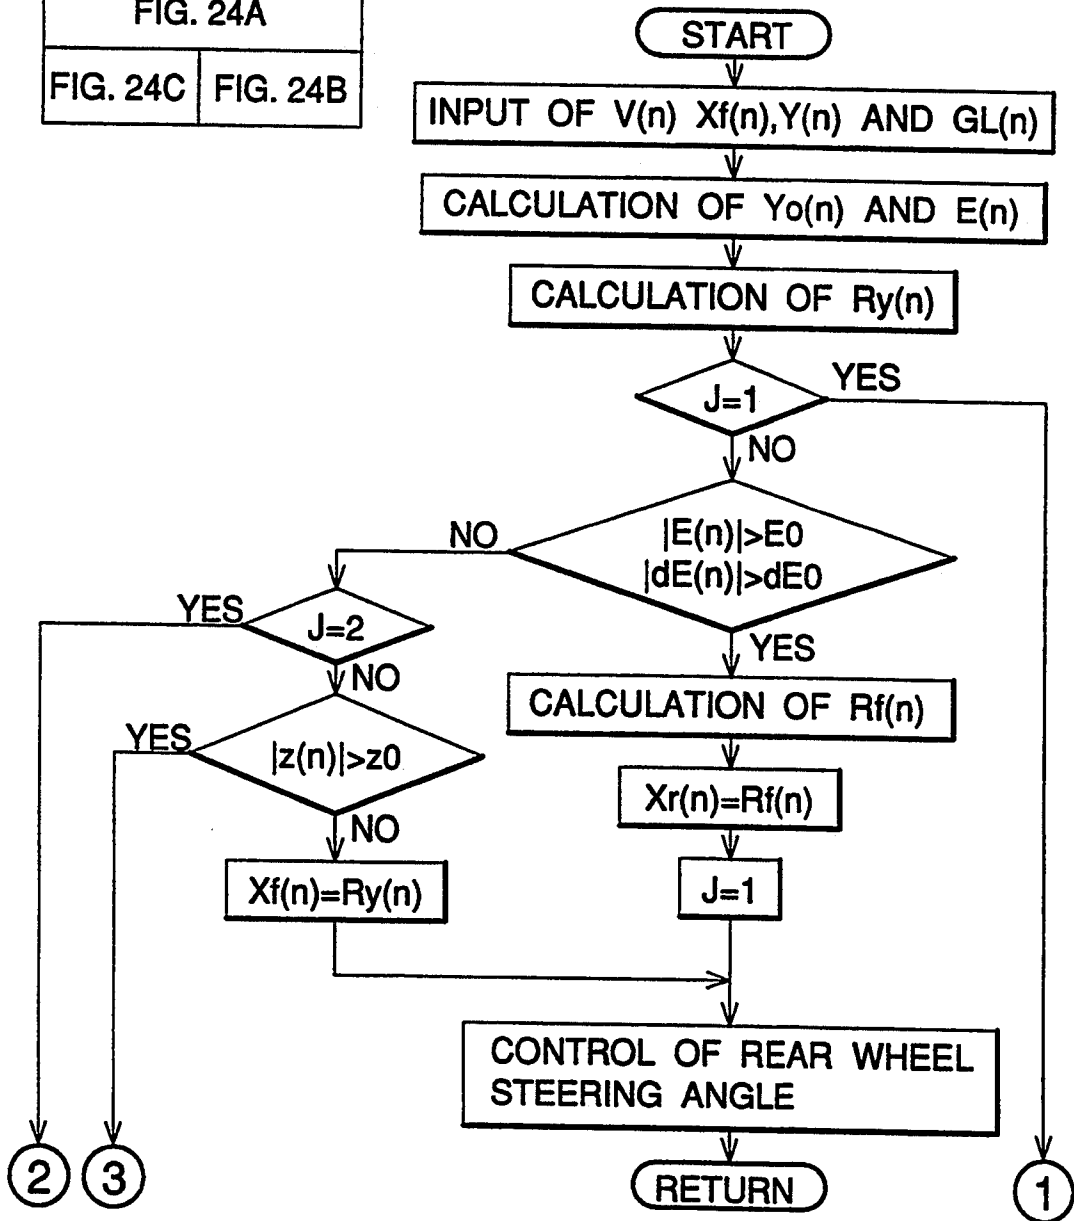 FIG. 24A
FIG. 24C FIG. 24B
START
INPUT OF V(n) Xf(n),Y(n) AND GL(n)
CALCULATION OF Yo(n) AND E(n)
CALCULATION OF Ry(n)
J=1
YES
NO
|E(n)|>E0
|dE(n)|>dE0
NO
YES
J=2
YES
NO
CALCULATION OF Rf(n)
|z(n)|>z0
YES
NO
Xr(n)=Rf(n)
Xf(n)=Ry(n)
J=1
CONTROL OF REAR WHEEL
STEERING ANGLE
RETURN
2
3
1